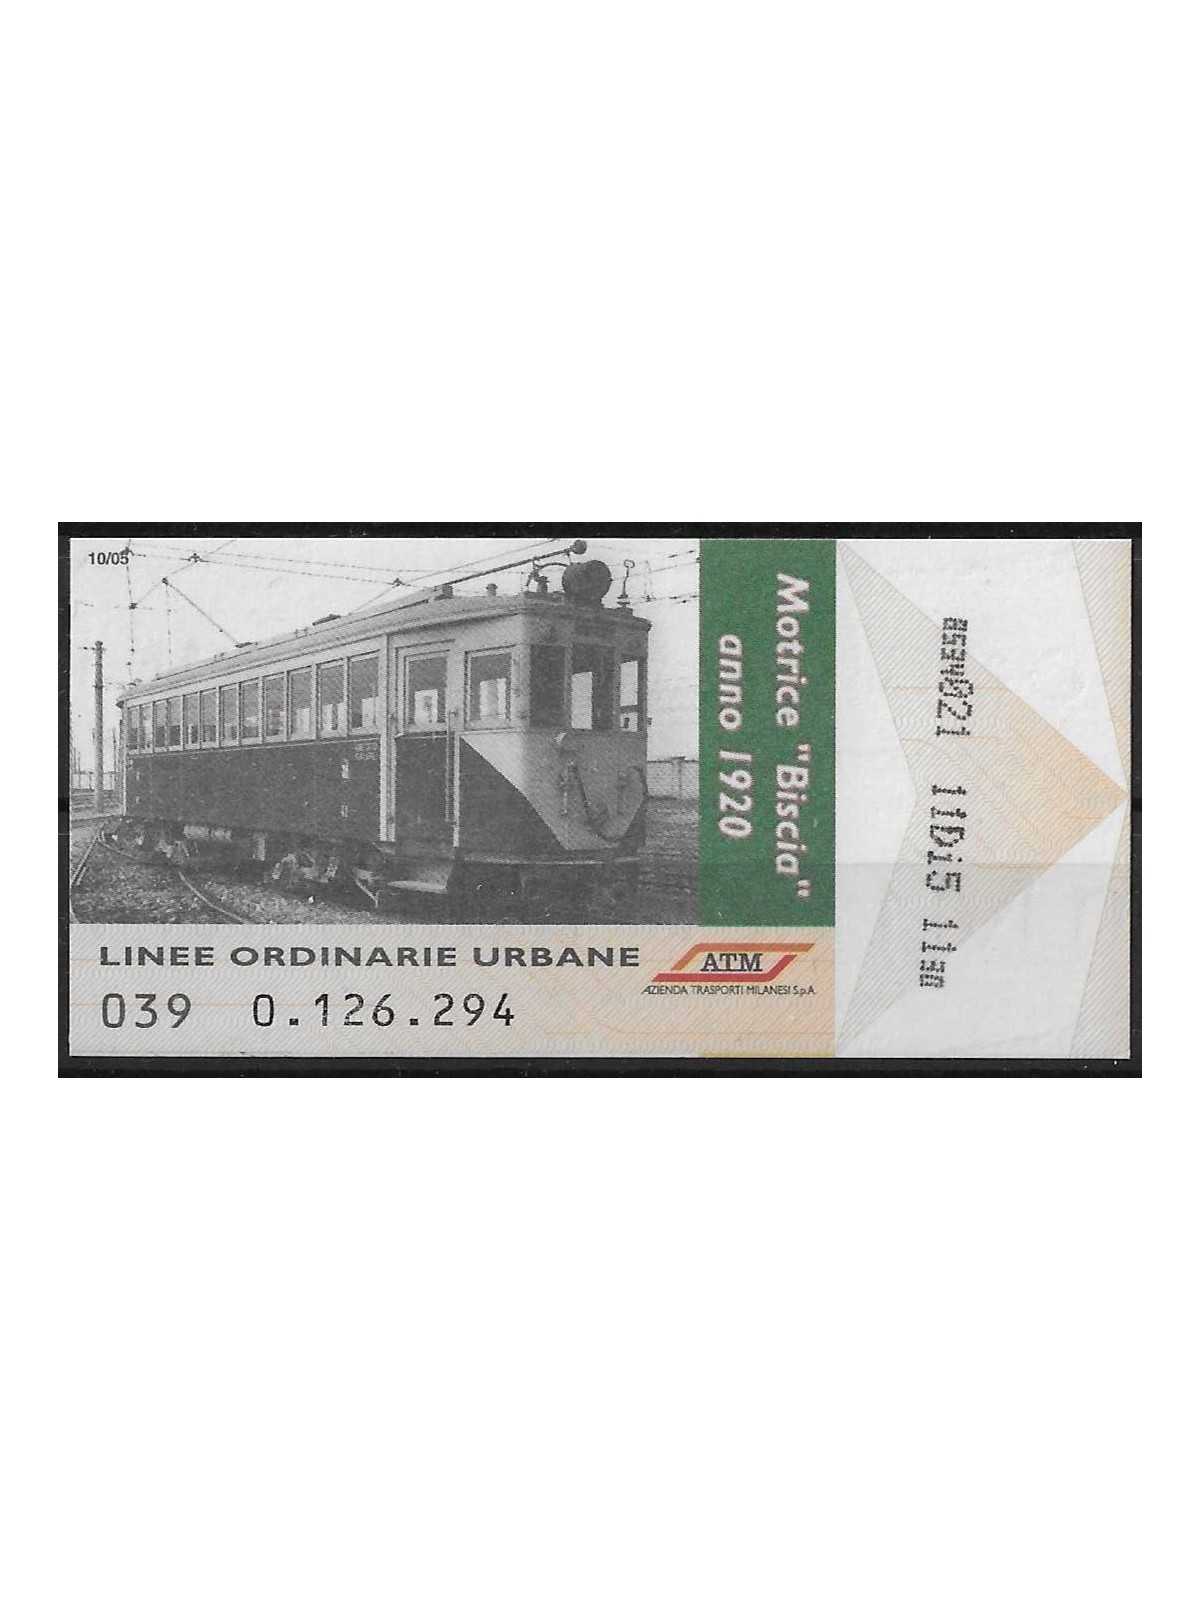 10/05
Motrice "Biscia"
anno 1920
LINEE ORDINARIE URBANE
ATM
AZIENDA TRASPORTI MILANESI S.p.A.
039 0.126.294